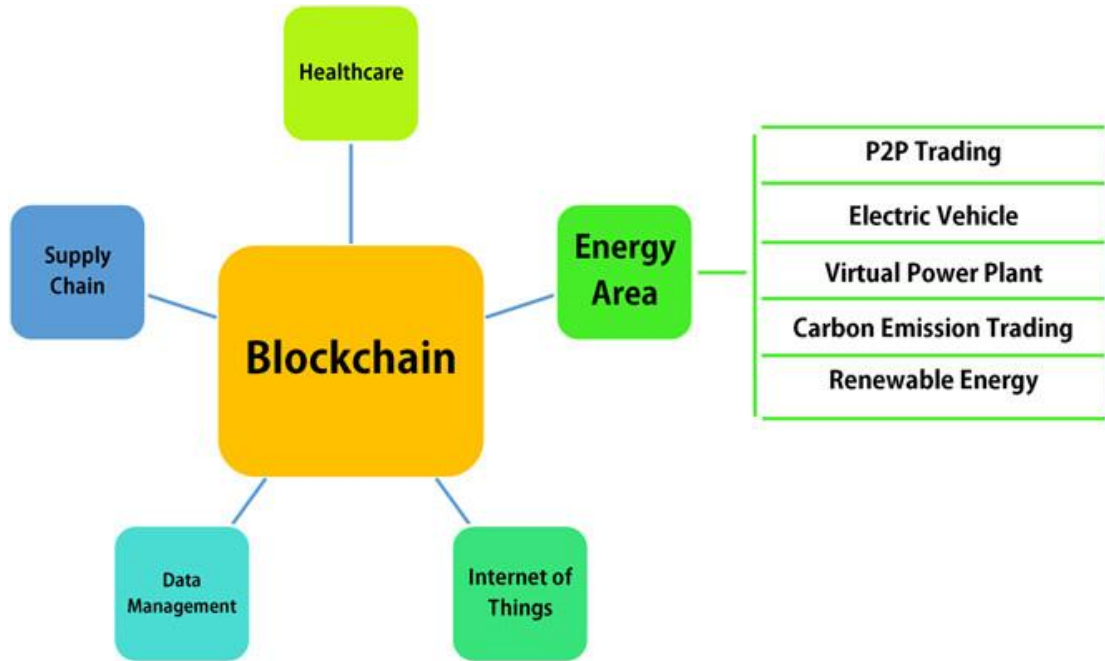 Healthcare
Supply
Chain
Energy
Area
Blockchain
Data
Management
Internet of
Things
P2P Trading
Electric Vehicle
Virtual Power Plant
Carbon Emission Trading
Renewable Energy